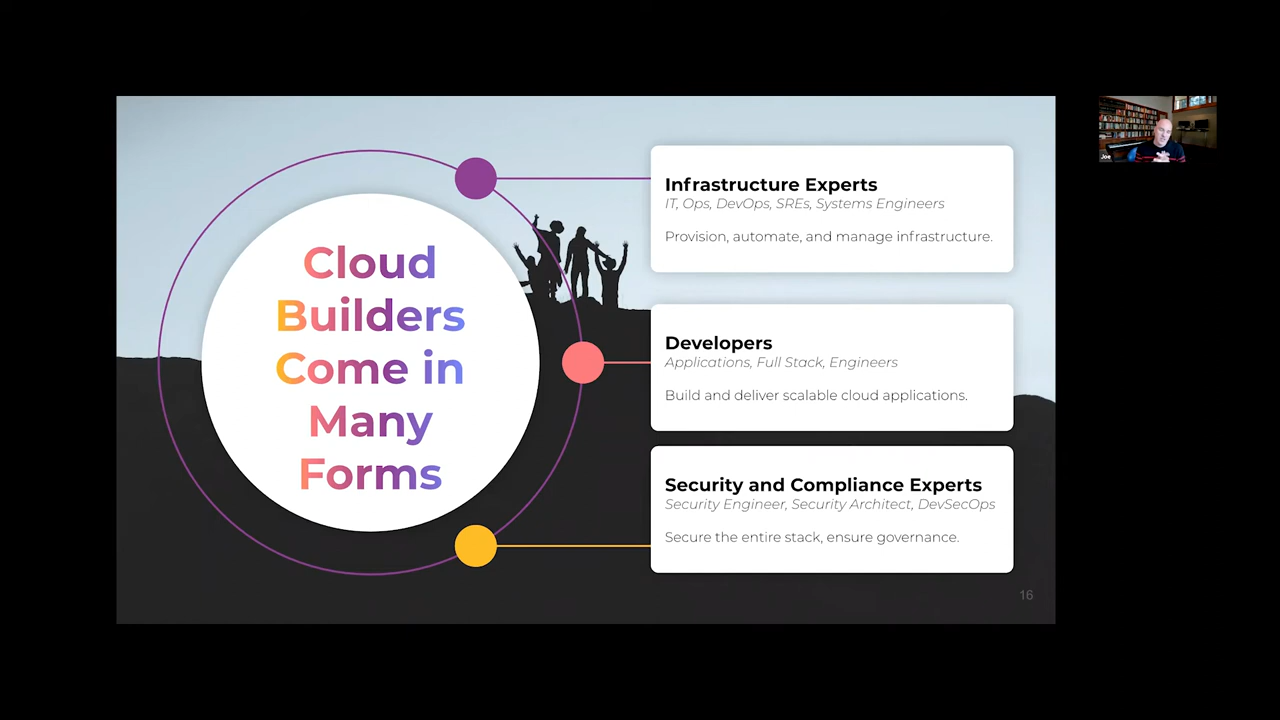 Cloud
Builders
Come in
Many
Forms
Infrastructure Experts
IT, Ops, DevOps, SREs, Systems Engineers
Provision, automate, and manage infrastructure.
Developers
Applications, Full Stack, Engineers
Build and deliver scalable cloud applications.
Security and Compliance Experts
Security Engineer, Security Architect, DevSecOps
Secure the entire stack, ensure governance.
16
Joe